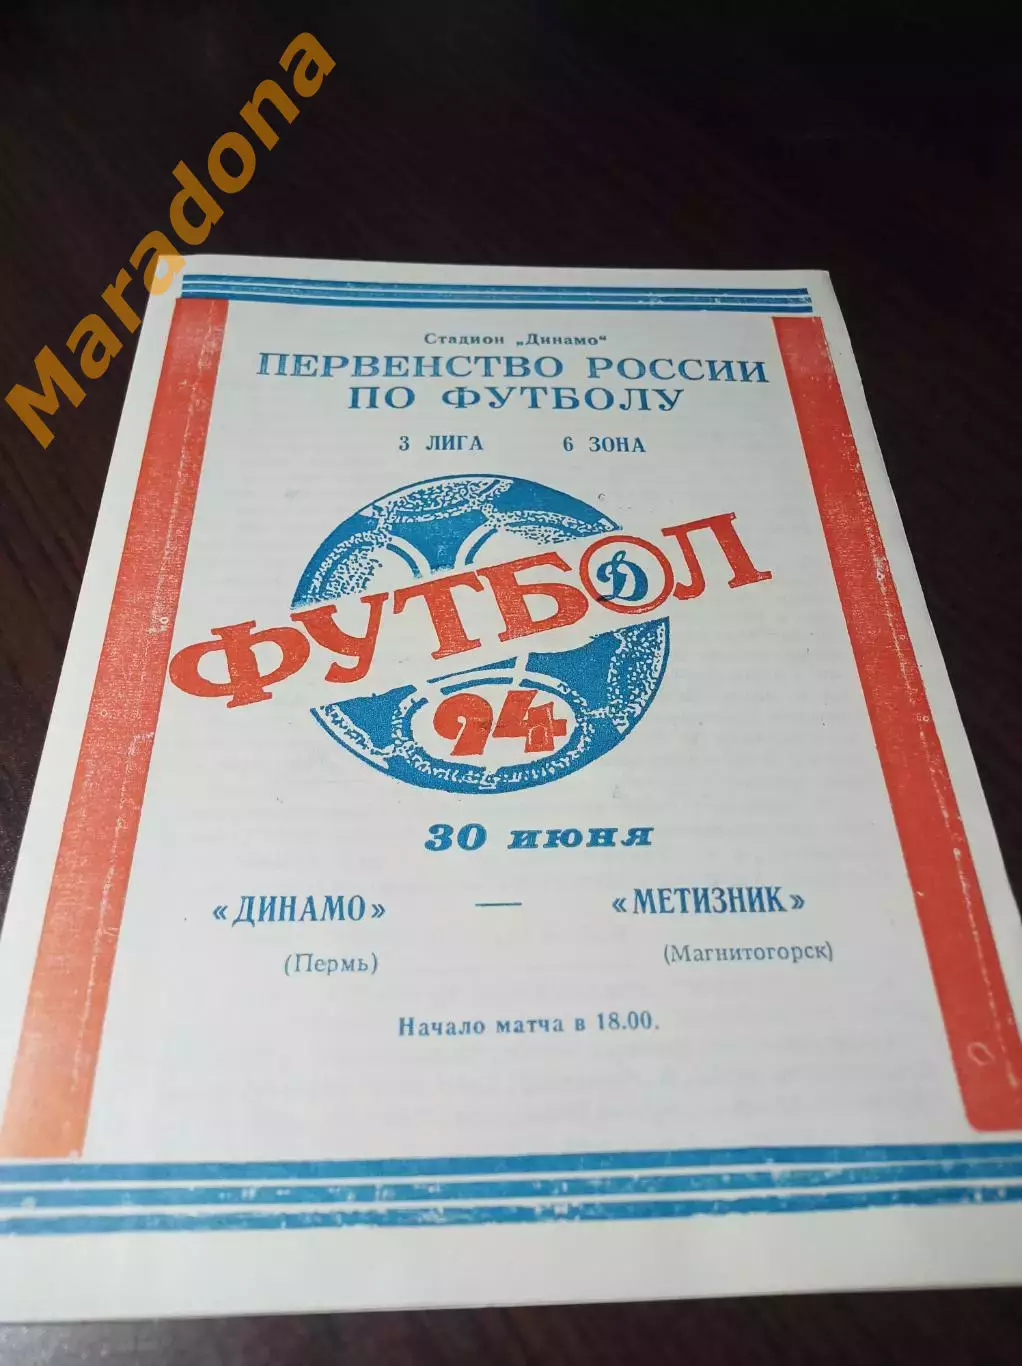 Maradona
Стадион „Динамо“
ПЕРВЕНСТВО РОССИИ
ПО ФУТБОЛУ
3 ЛИГА 6 ЗОНА
ФУТБОЛ
Д
94
30 июня
«ДИНАМО» — «МЕТИЗНИК»
(Пермь) (Магнитогорск)
Начало матча в 18.00.